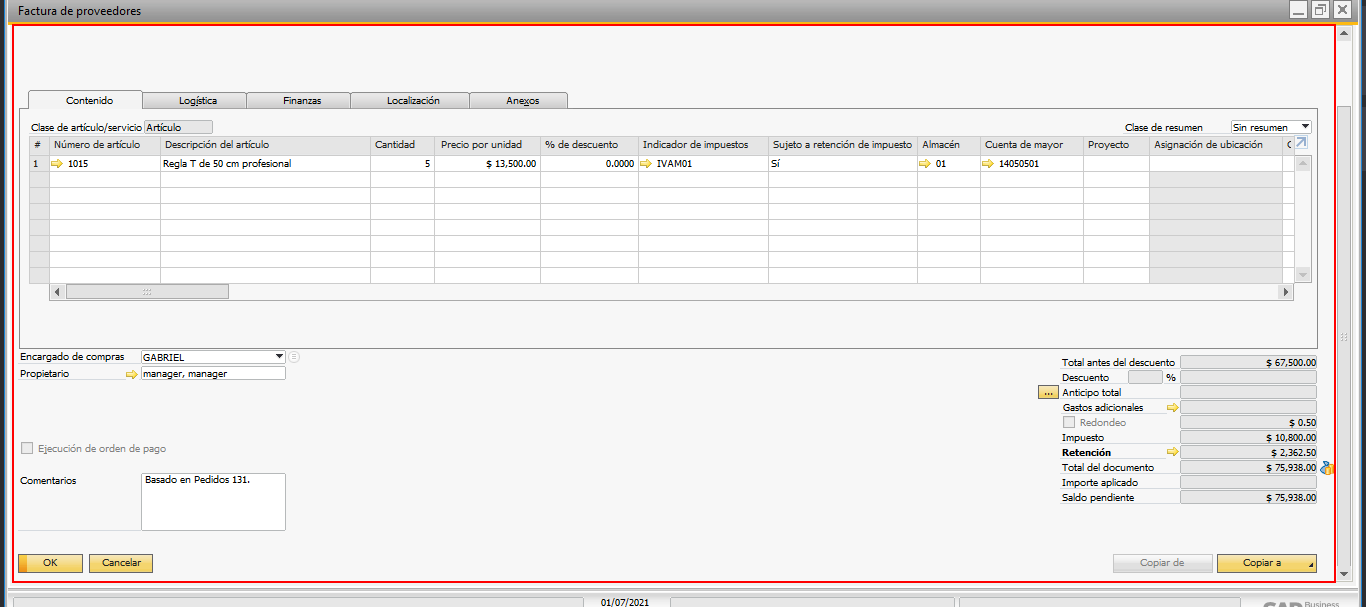 Factura de proveedores
Contenido Logística Finanzas Localización Anexos
Clase de artículo/servicio Artículo Clase de resumen Sin resumen
# Número de artículo Descripción del artículo Cantidad Precio por unidad % de descuento Indicador de impuestos Sujeto a retención de impuesto Almacén Cuenta de mayor Proyecto Asignación de ubicación
1 1015 Regla T de 50 cm profesional 5 $ 13,500.00 0.0000 IVAM01 Sí 01 14050501
Encargado de compras GABRIEL
Propietario manager, manager
Total antes del descuento $ 67,500.00
Descuento %
... Anticipo total
Gastos adicionales
Redondeo $ 0.50
Impuesto $ 10,800.00
Ejecución de orden de pago
Retención $ 2,362.50
Total del documento $ 75,938.00
Comentarios Basado en Pedidos 131.
Importe aplicado
Saldo pendiente $ 75,938.00
OK Cancelar Copiar de Copiar a
01/07/2021 Business